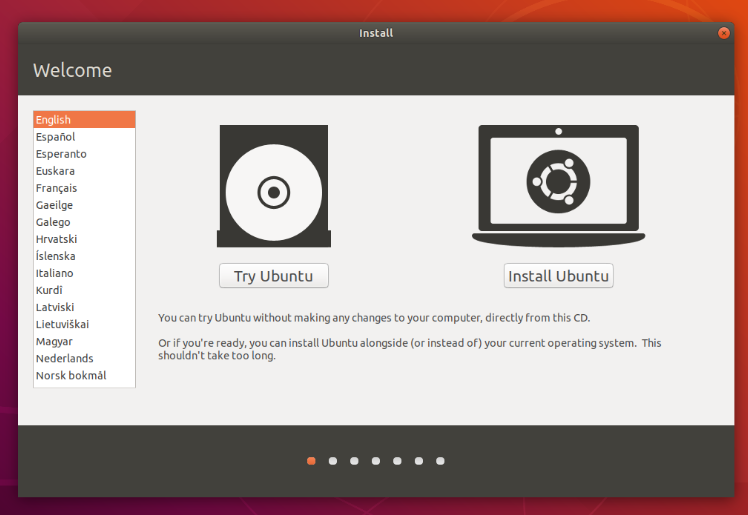 Install
Welcome
English
Español
Esperanto
Euskara
Français
Gaeilge
Galego
Hrvatski
Íslenska
Italiano
Kurdî
Latviski
Lietuviškai
Magyar
Nederlands
Norsk bokmål
Try Ubuntu
Install Ubuntu
You can try Ubuntu without making any changes to your computer, directly from this CD.
Or if you're ready, you can install Ubuntu alongside (or instead of) your current operating system. This
shouldn't take too long.